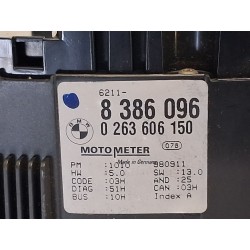 6211-
8 386 096
BMW
0 263 606 150
MOTOMETER
078
Made in Germany
PM :1010 980911
HW :5.0 SW :13.0
CODE :03H AND :25
DIAG :51H CAN :03H
BUS :10H Index A